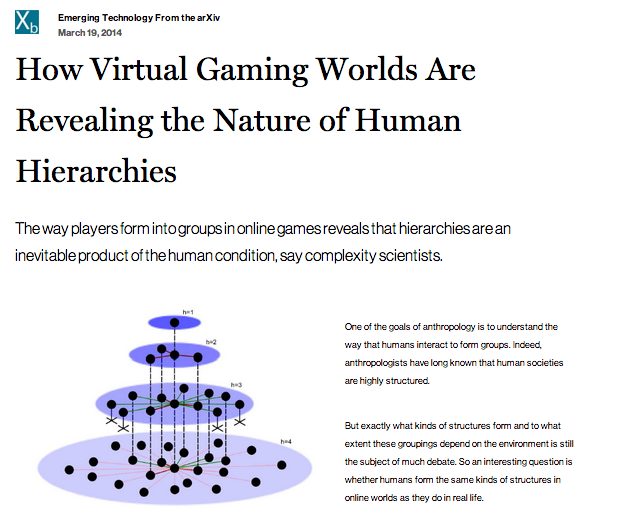 Xb
Emerging Technology From the arXiv
March 19, 2014
How Virtual Gaming Worlds Are
Revealing the Nature of Human
Hierarchies
The way players form into groups in online games reveals that hierarchies are an
inevitable product of the human condition, say complexity scientists.
h=1
h=2
h=3
h=4
One of the goals of anthropology is to understand the
way that humans interact to form groups. Indeed,
anthropologists have long known that human societies
are highly structured.
But exactly what kinds of structures form and to what
extent these groupings depend on the environment is still
the subject of much debate. So an interesting question is
whether humans form the same kinds of structures in
online worlds as they do in real life.